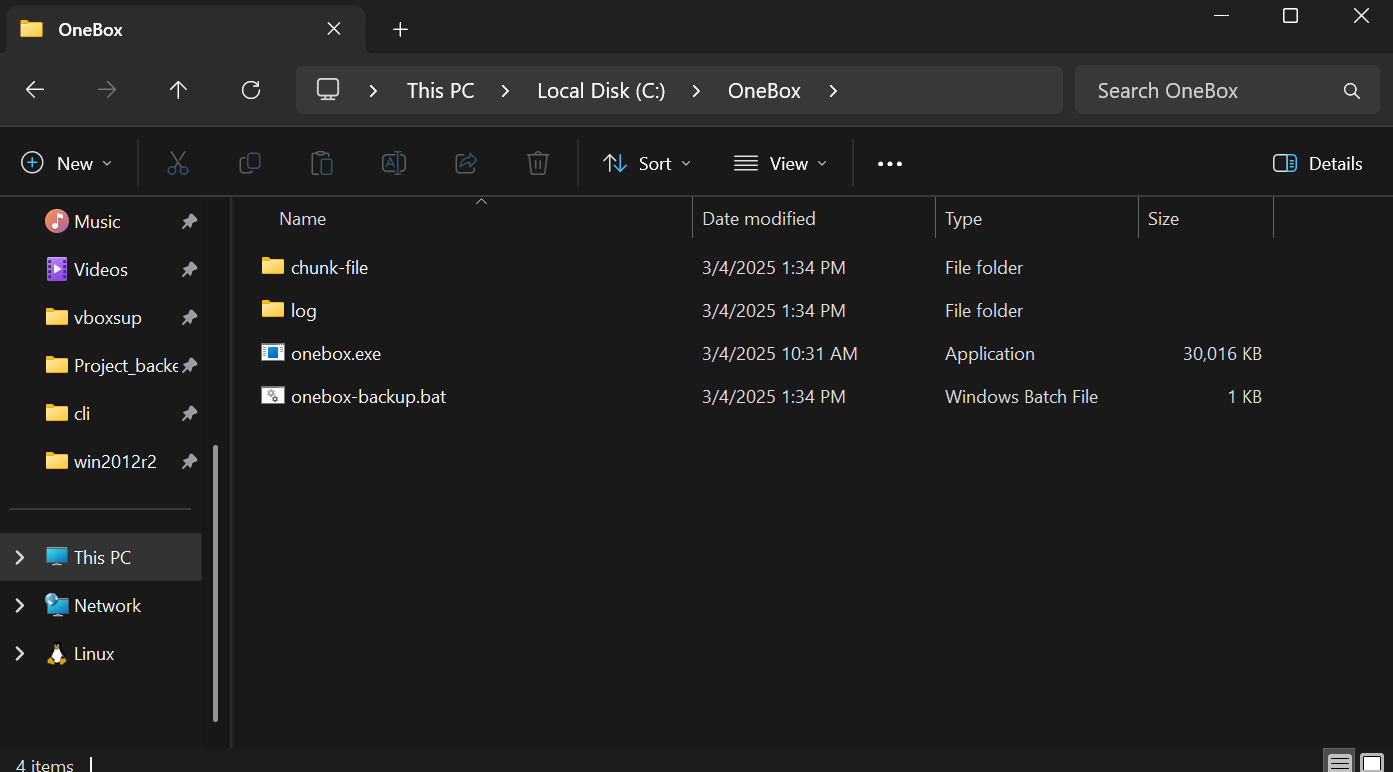 OneBox
This PC Local Disk (C:) OneBox
Search OneBox
New Sort View Details
Music
Videos
vboxsup
Project_backe
cli
win2012r2
This PC
Network
Linux
Name Date modified Type Size
chunk-file 3/4/2025 1:34 PM File folder
log 3/4/2025 1:34 PM File folder
onebox.exe 3/4/2025 10:31 AM Application 30,016 KB
onebox-backup.bat 3/4/2025 1:34 PM Windows Batch File 1 KB
4 items